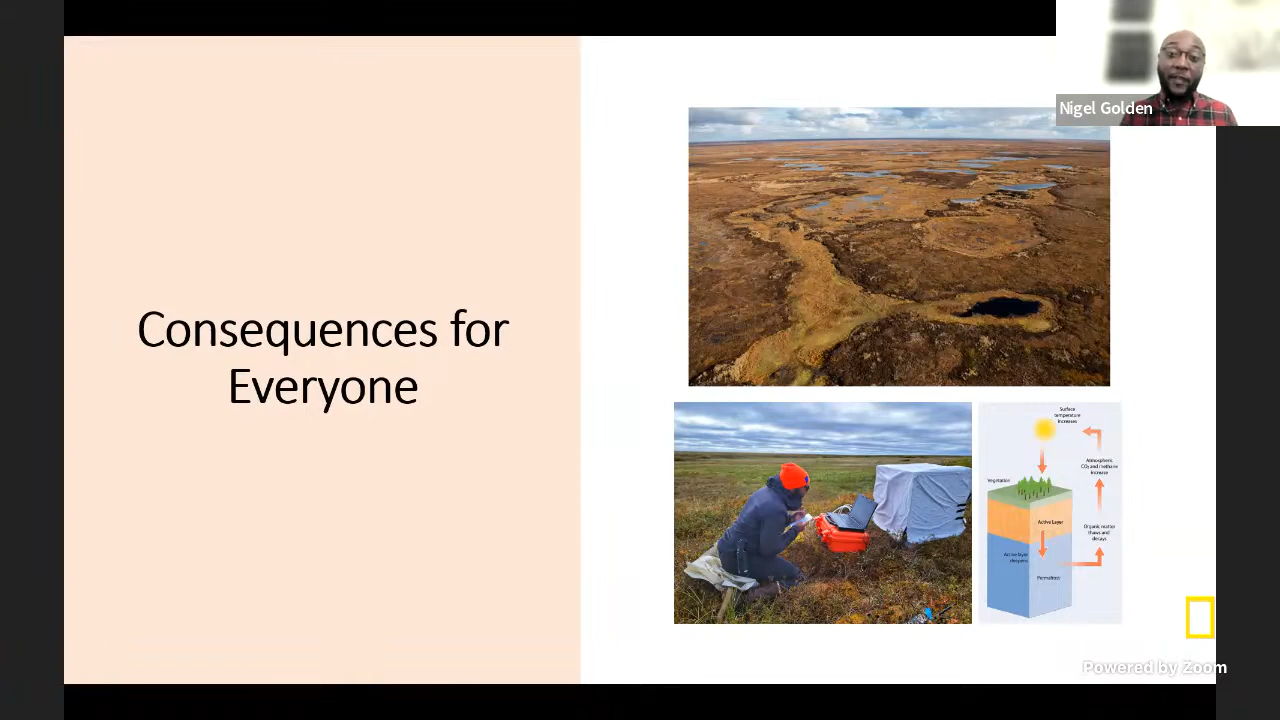 Nigel Golden
Consequences for
Everyone
Surface
temperature
increases
Atmospheric
CO₂ and methane
increase
Vegetation
Active Layer
Organic matter
thaws and
decays
Active layer
deepens
Permafrost
Powered by Zoom